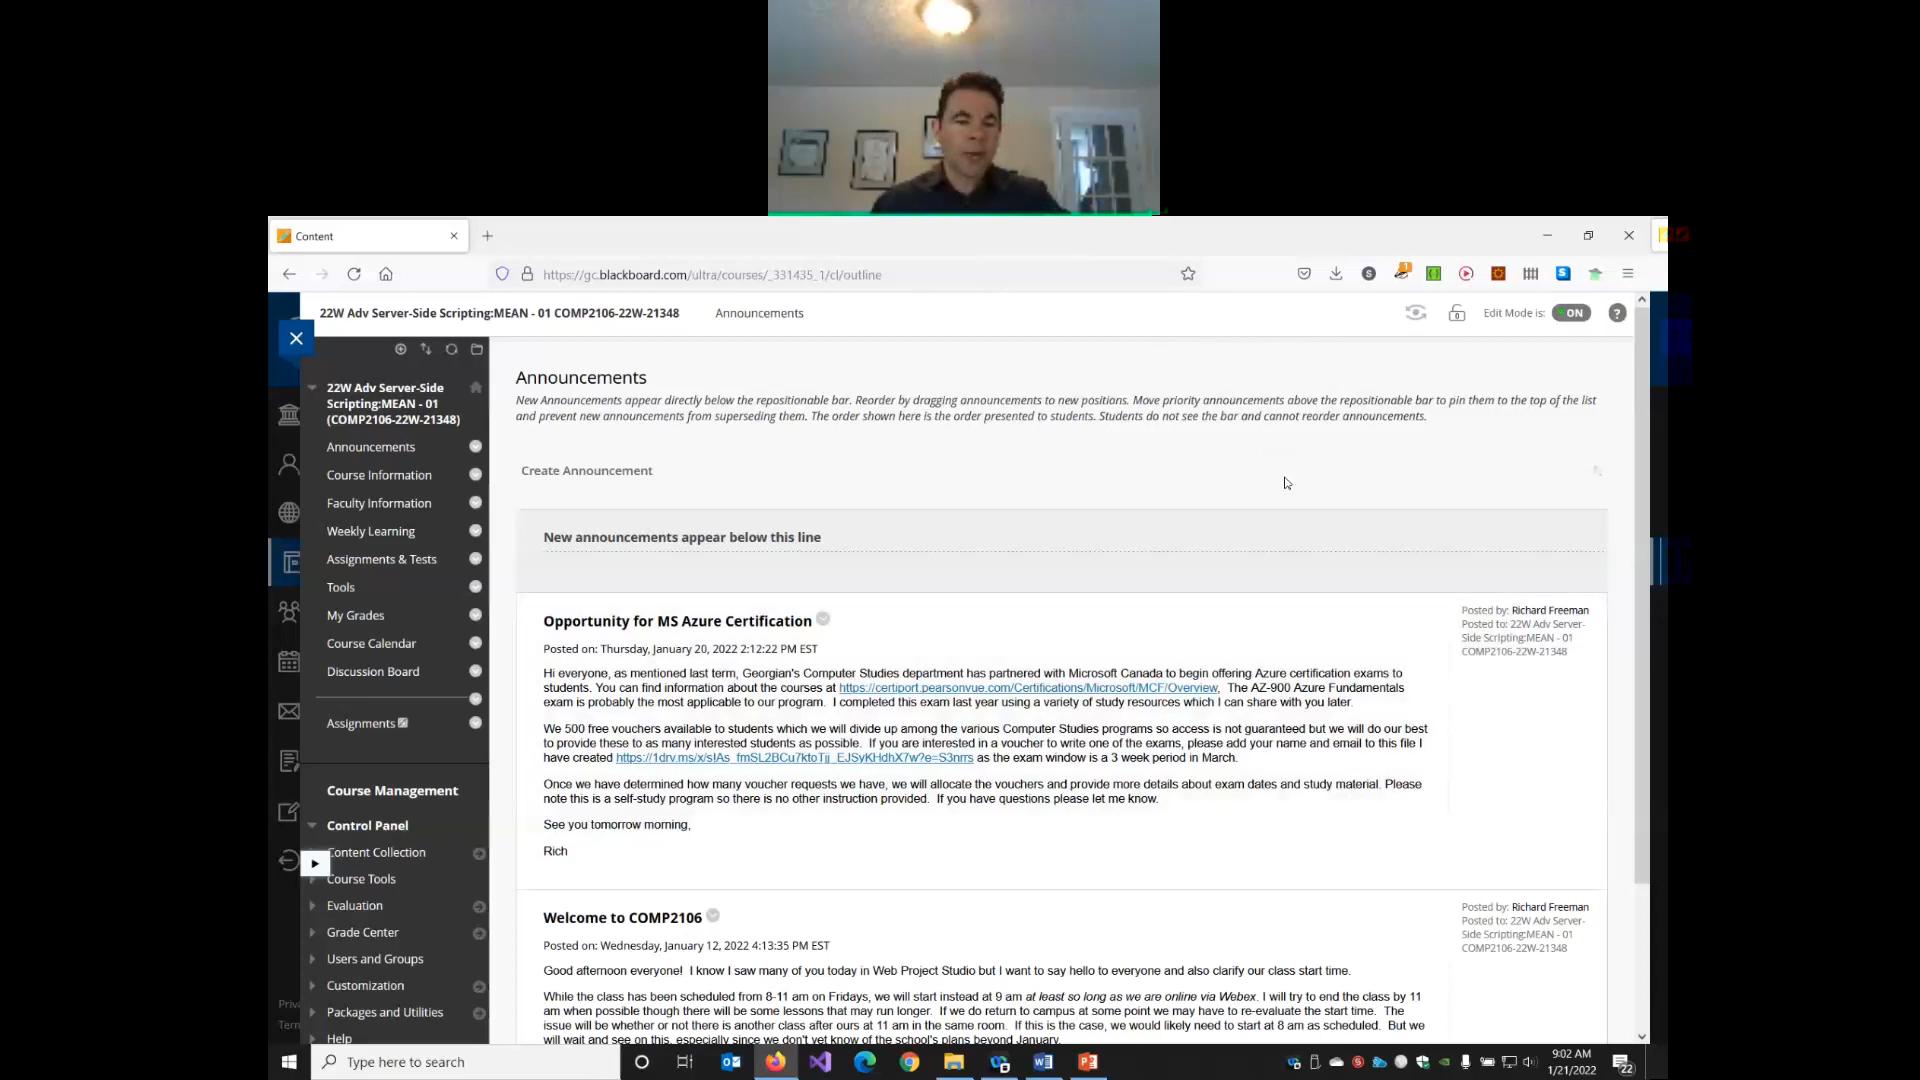 Content
https://gc.blackboard.com/ultra/courses/_331435_1/cl/outline
22W Adv Server-Side Scripting:MEAN - 01 COMP2106-22W-21348
Announcements
Edit Mode is:
ON
?
22W Adv Server-Side
Scripting:MEAN - 01
(COMP2106-22W-21348)
Announcements
Course Information
Faculty Information
Weekly Learning
Assignments & Tests
Tools
My Grades
Course Calendar
Discussion Board
Assignments
Course Management
Control Panel
Content Collection
Course Tools
Evaluation
Grade Center
Users and Groups
Customization
Packages and Utilities
Help
Announcements
New Announcements appear directly below the repositionable bar. Reorder by dragging announcements to new positions. Move priority announcements above the repositionable bar to pin them to the top of the list
and prevent new announcements from superseding them. The order shown here is the order presented to students. Students do not see the bar and cannot reorder announcements.
Create Announcement
New announcements appear below this line
Opportunity for MS Azure Certification
Posted on: Thursday, January 20, 2022 2:12:22 PM EST
Hi everyone, as mentioned last term, Georgian's Computer Studies department has partnered with Microsoft Canada to begin offering Azure certification exams to
students. You can find information about the courses at https://certiport.pearsonvue.com/Certifications/Microsoft/MCF/Overview. The AZ-900 Azure Fundamentals
exam is probably the most applicable to our program. I completed this exam last year using a variety of study resources which I can share with you later.
We 500 free vouchers available to students which we will divide up among the various Computer Studies programs so access is not guaranteed but we will do our best
to provide these to as many interested students as possible. If you are interested in a voucher to write one of the exams, please add your name and email to this file I
have created https://1drv.ms/x/s!As_fmSL2BCu7ktoTjj_EJSyKHdhX7w?e=S3nrrs as the exam window is a 3 week period in March.
Once we have determined how many voucher requests we have, we will allocate the vouchers and provide more details about exam dates and study material. Please
note this is a self-study program so there is no other instruction provided. If you have questions please let me know.
See you tomorrow morning,
Rich
Posted by: Richard Freeman
Posted to: 22W Adv Server-
Side Scripting:MEAN - 01
COMP2106-22W-21348
Welcome to COMP2106
Posted on: Wednesday, January 12, 2022 4:13:35 PM EST
Good afternoon everyone! I know I saw many of you today in Web Project Studio but I want to say hello to everyone and also clarify our class start time.
While the class has been scheduled from 8-11 am on Fridays, we will start instead at 9 am at least so long as we are online via Webex. I will try to end the class by 11
am when possible though there will be some lessons that may run longer. If we do return to campus at some point we may have to re-evaluate the start time. The
issue will be whether or not there is another class after ours at 11 am in the same room. If this is the case, we would likely need to start at 8 am as scheduled. But we
will wait and see on this, especially since we don't yet know of the school's plans beyond January.
Posted by: Richard Freeman
Posted to: 22W Adv Server-
Side Scripting:MEAN - 01
COMP2106-22W-21348
Type here to search
9:02 AM
1/21/2022
22